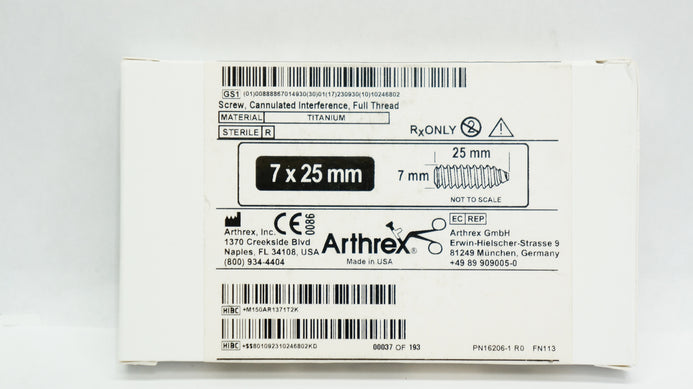 GS1 (01)00888867014930(30)01(17)230930(10)10246802
Screw, Cannulated Interference, Full Thread
MATERIAL TITANIUM
STERILE R
RxONLY
7 x 25 mm
25 mm
7 mm
NOT TO SCALE
Arthrex, Inc.
1370 Creekside Blvd
Naples, FL 34108, USA
(800) 934-4404
CE 0086
Arthrex®
Made in USA
EC REP
Arthrex GmbH
Erwin-Hielscher-Strasse 9
81249 München, Germany
+49 89 909005-0
HIBC +M150AR1371T2K
HIBC +$$801092310246802KD
00037 OF 193
PN16206-1 R0 FN113